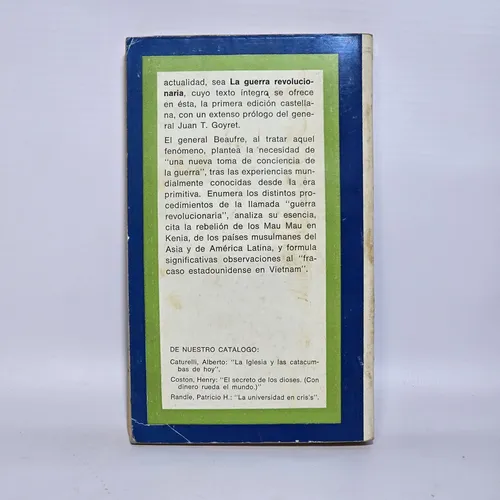 actualidad, sea La guerra revolucio-
naria, cuyo texto íntegro se ofrece
en ésta, la primera edición castella-
na, con un extenso prólogo del gene-
ral Juan T. Goyret.
El general Beaufre, al tratar aquel
fenómeno, plantea la necesidad de
"una nueva toma de conciencia de
la guerra", tras las experiencias mun-
dialmente conocidas desde la era
primitiva. Enumera los distintos pro-
cedimientos de la llamada "guerra
revolucionaria", analiza su esencia,
cita la rebelión de los Mau Mau en
Kenia, de los países musulmanes del
Asia y de América Latina, y formula
significativas observaciones al "fra-
caso estadounidense en Vietnam".
DE NUESTRO CATALOGO:
Caturelli, Alberto: "La Iglesia y las catacum-
bas de hoy".
Coston, Henry: "El secreto de los dioses. (Con
dinero rueda el mundo.)"
Randle, Patricio H.: "La universidad en cris's".